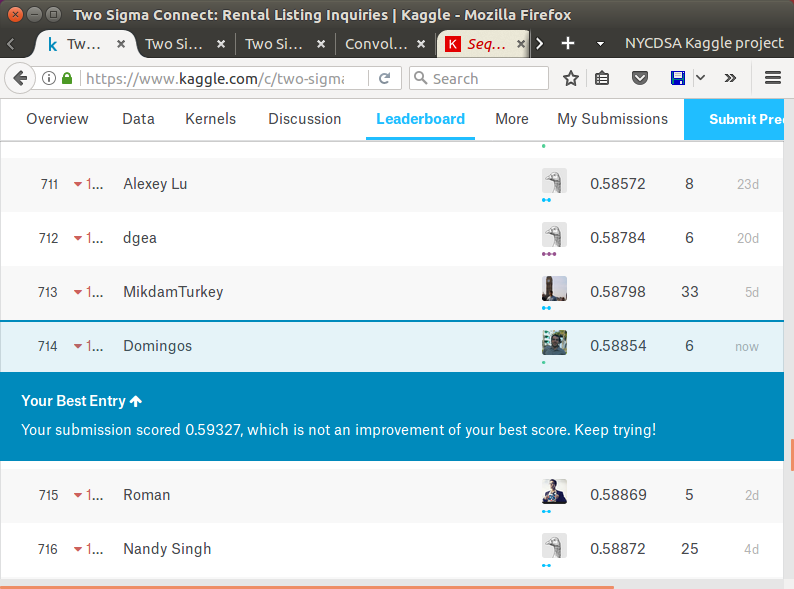 Two Sigma Connect: Rental Listing Inquiries | Kaggle - Mozilla Firefox
k Tw... × Two Si... × Two Si... × Convol... × K Seq... × NYCDSA Kaggle project
https://www.kaggle.com/c/two-sigma Search
Overview Data Kernels Discussion Leaderboard More My Submissions Submit Pre
711 1... Alexey Lu 0.58572 8 23d
712 1... dgea 0.58784 6 20d
713 1... MikdamTurkey 0.58798 33 5d
714 1... Domingos 0.58854 6 now
Your Best Entry
Your submission scored 0.59327, which is not an improvement of your best score. Keep trying!
715 1... Roman 0.58869 5 2d
716 1... Nandy Singh 0.58872 25 4d